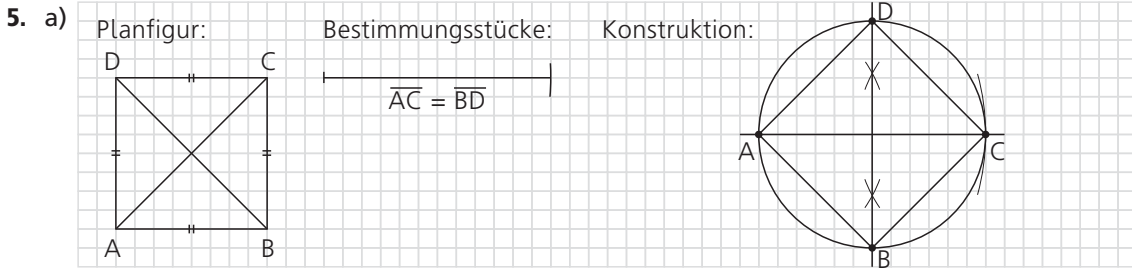 5. a) Planfigur: Bestimmungsstücke: Konstruktion:
D C
A B
AC = BD
D
A C
B